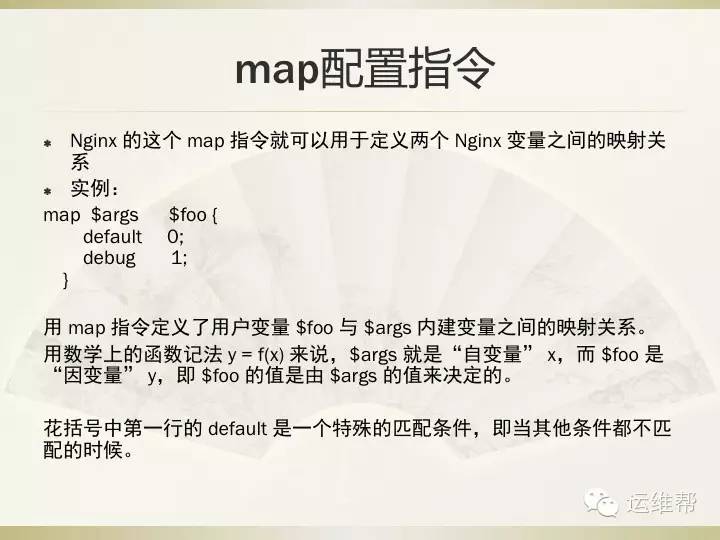 map配置指令
Nginx 的这个 map 指令就可以用于定义两个 Nginx 变量之间的映射关
系
实例：
map $args $foo {
default 0;
debug 1;
}
用 map 指令定义了用户变量 $foo 与 $args 内建变量之间的映射关系。
用数学上的函数记法 y = f(x) 来说，$args 就是“自变量” x，而 $foo 是
“因变量” y，即 $foo 的值是由 $args 的值来决定的。
花括号中第一行的 default 是一个特殊的匹配条件，即当其他条件都不匹
配的时候。
运维帮